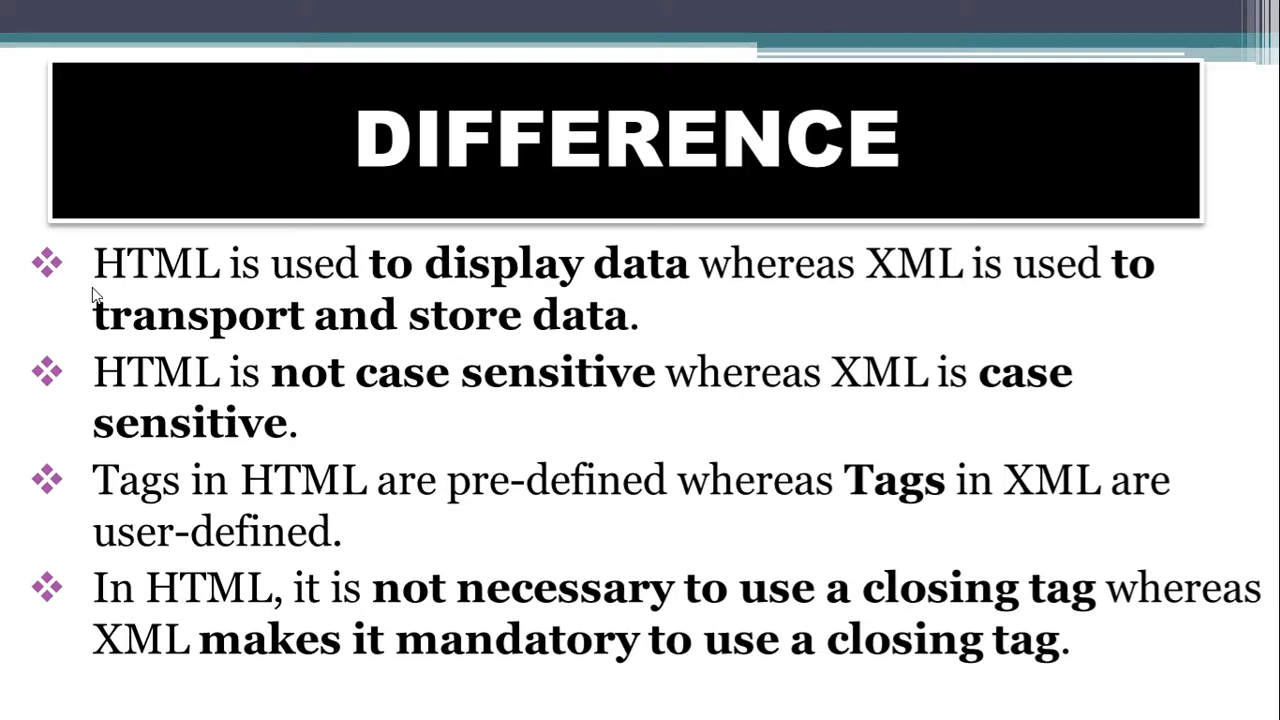 DIFFERENCE
❖ HTML is used to display data whereas XML is used to
transport and store data.
❖ HTML is not case sensitive whereas XML is case
sensitive.
❖ Tags in HTML are pre-defined whereas Tags in XML are
user-defined.
❖ In HTML, it is not necessary to use a closing tag whereas
XML makes it mandatory to use a closing tag.